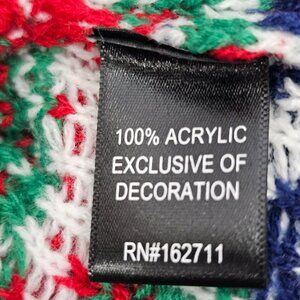 100% ACRYLIC
EXCLUSIVE OF
DECORATION
RN#162711